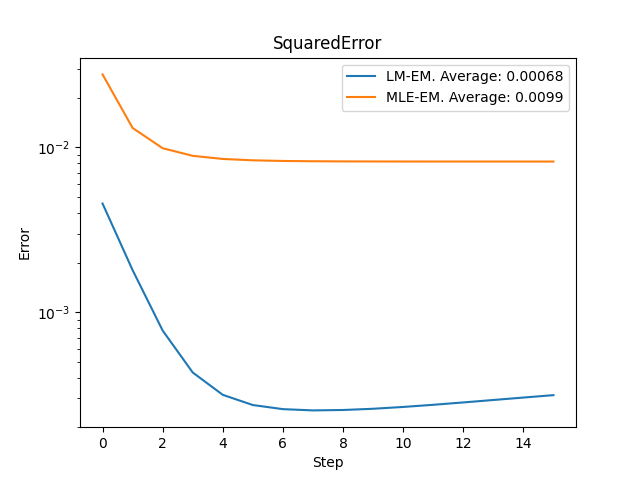 SquaredError
LM-EM. Average: 0.00068
MLE-EM. Average: 0.0099
10⁻²
10⁻³
Error
0 2 4 6 8 10 12 14
Step